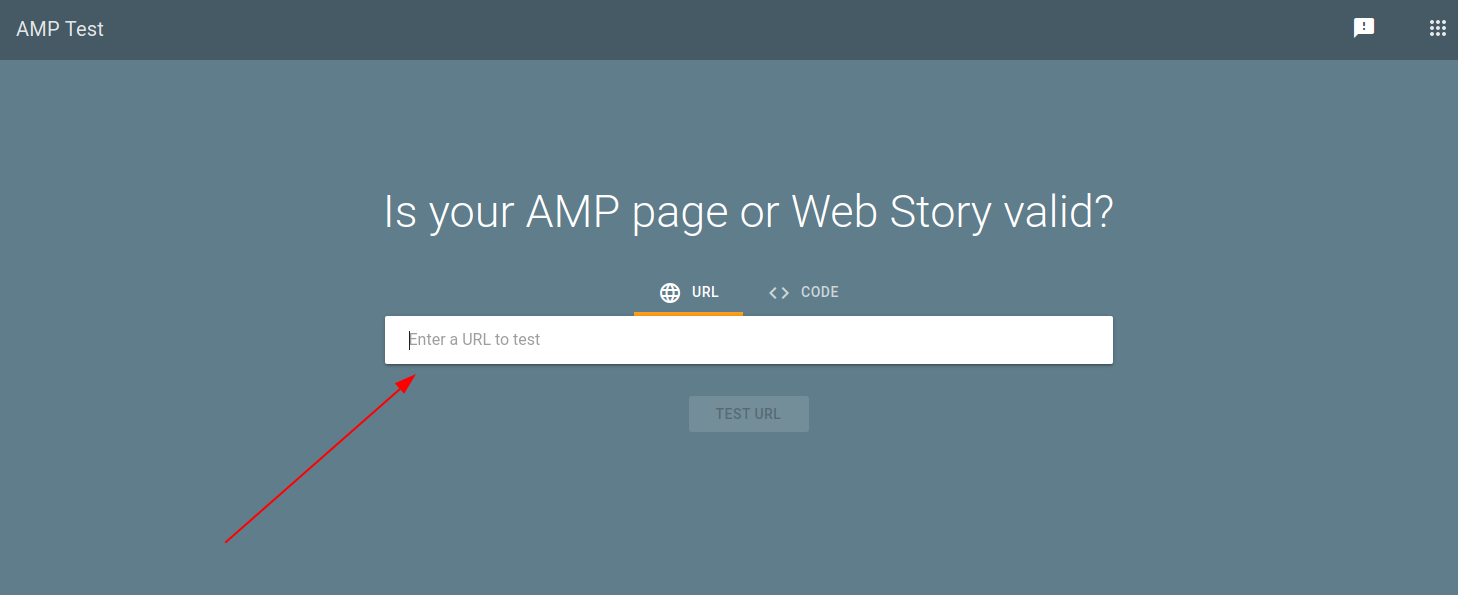 AMP Test
Is your AMP page or Web Story valid?
URL
CODE
Enter a URL to test
TEST URL